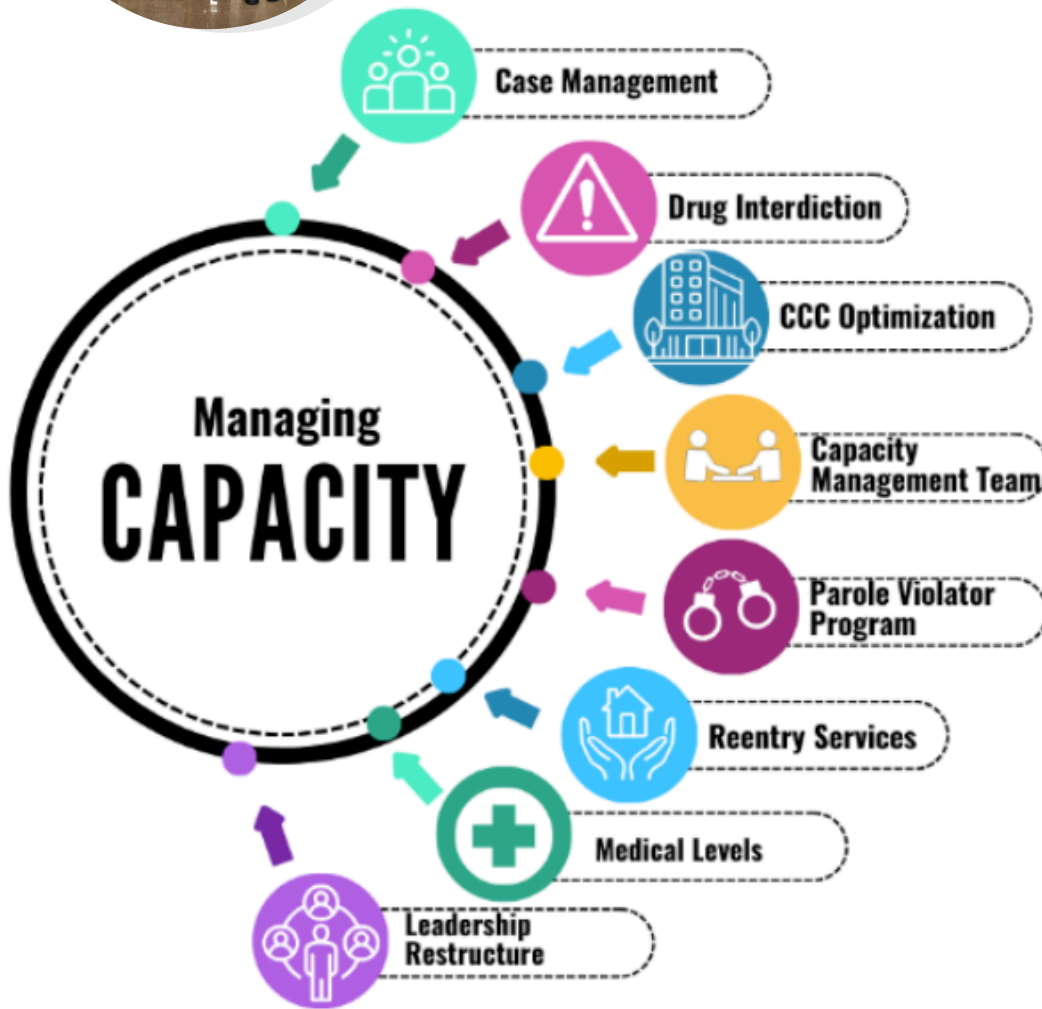 Case Management
Drug Interdiction
CCC Optimization
Managing
CAPACITY
Capacity
Management Team
Parole Violator
Program
Reentry Services
Medical Levels
Leadership
Restructure